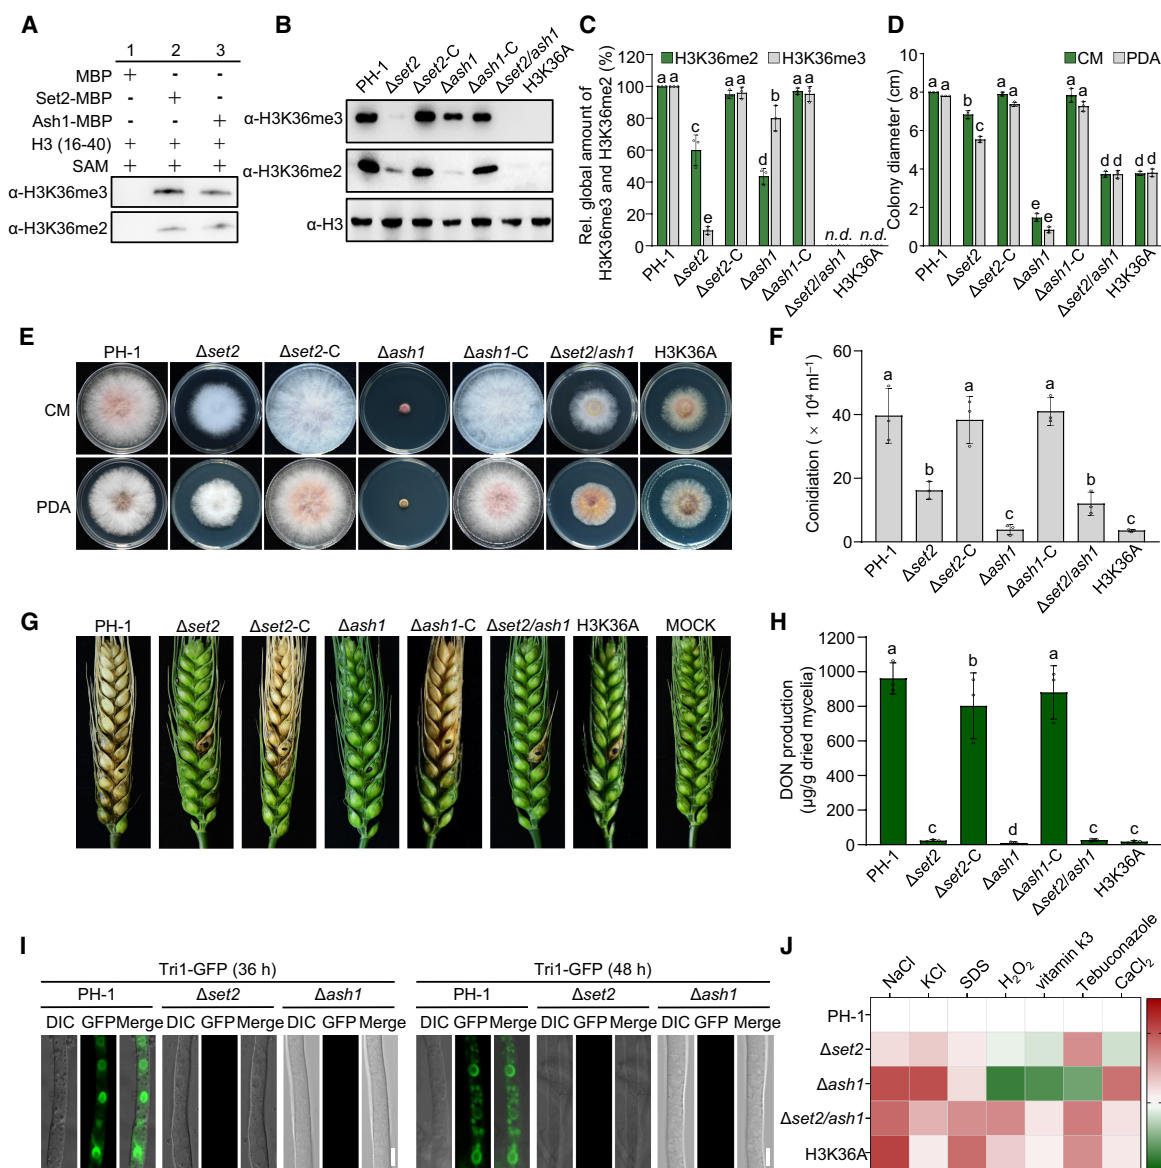 A
1 2 3
MBP + - -
Set2-MBP - + -
Ash1-MBP - - +
H3 (16-40) + + +
SAM + + +
α-H3K36me3
α-H3K36me2
B
PH-1 Δset2 Δset2-C Δash1 Δash1-C Δset2/ash1 H3K36A
α-H3K36me3
α-H3K36me2
α-H3
C
Rel. global amount of
H3K36me3 and H3K36me2 (%)
H3K36me2 H3K36me3
120
100
80
60
40
20
0
a a c e a a d b a a n.d. n.d.
PH-1 Δset2 Δset2-C Δash1 Δash1-C Δset2/ash1 H3K36A
D
Colony diameter (cm)
CM PDA
10
8
6
4
2
0
a a b c a a e e a a d d d d
PH-1 Δset2 Δset2-C Δash1 Δash1-C Δset2/ash1 H3K36A
E
PH-1 Δset2 Δset2-C Δash1 Δash1-C Δset2/ash1 H3K36A
CM
PDA
F
Conidiation ( × 10⁴ ml⁻¹)
60
40
20
0
a b a c a b c
PH-1 Δset2 Δset2-C Δash1 Δash1-C Δset2/ash1 H3K36A
G
PH-1 Δset2 Δset2-C Δash1 Δash1-C Δset2/ash1 H3K36A MOCK
H
DON production
(μg/g dried mycelia)
1200
1000
800
600
400
200
0
a c b d a c c
PH-1 Δset2 Δset2-C Δash1 Δash1-C Δset2/ash1 H3K36A
I
Tri1-GFP (36 h) Tri1-GFP (48 h)
PH-1 Δset2 Δash1 PH-1 Δset2 Δash1
DIC GFP Merge DIC GFP Merge DIC GFP Merge DIC GFP Merge DIC GFP Merge DIC GFP Merge
J
NaCl KCl SDS H₂O₂ vitamin k3 Tebuconazole CaCl₂
PH-1
Δset2
Δash1
Δset2/ash1
H3K36A